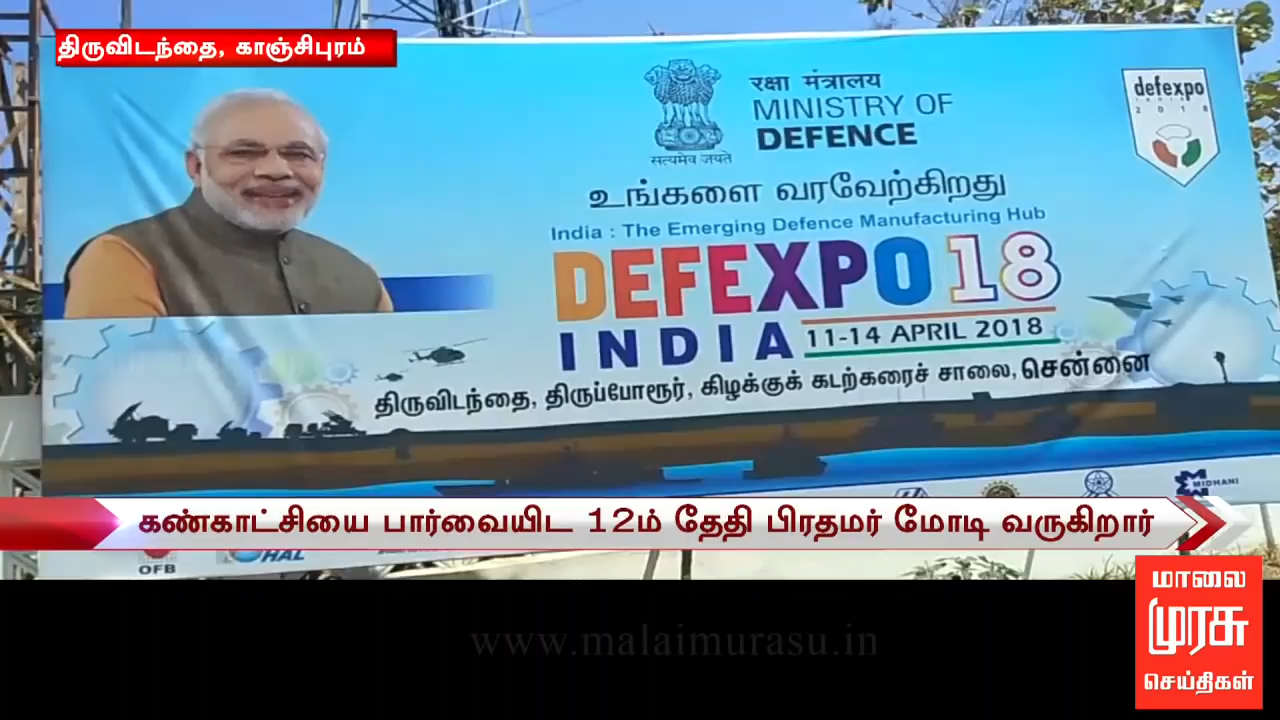 திருவிடந்தை, காஞ்சிபுரம்
रक्षा मंत्रालय
MINISTRY OF
DEFENCE
सत्यमेव जयते
defexpo
INDIA 2018
உங்களை வரவேற்கிறது
India : The Emerging Defence Manufacturing Hub
DEFEXPO 18
INDIA 11-14 APRIL 2018
திருவிடந்தை, திருப்போரூர், கிழக்குக் கடற்கரைச் சாலை, சென்னை
MIDHANI
கண்காட்சியை பார்வையிட 12ம் தேதி பிரதமர் மோடி வருகிறார்
OFB
HAL
மாலை
முரசு
செய்திகள்
www.malaimurasu.in